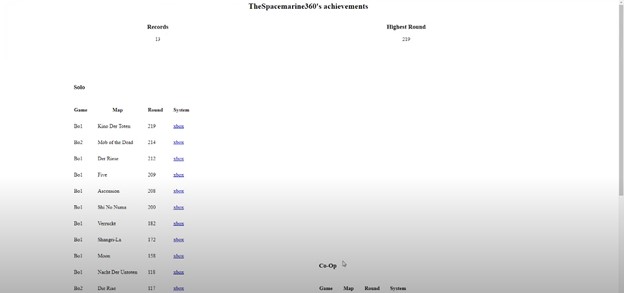 TheSpacemarine360's achievements
Records Highest Round
13 219
Solo
Game Map Round System
Bo1 Kino Der Toten 219 xbox
Bo2 Mob of the Dead 214 xbox
Bo1 Der Riese 212 xbox
Bo1 Five 209 xbox
Bo1 Ascension 208 xbox
Bo1 Shi No Numa 200 xbox
Bo1 Verruckt 182 xbox
Bo1 Shangri-La 172 xbox
Bo1 Moon 158 xbox
Bo1 Nacht Der Untoten 118 xbox
Co-Op
Game Map Round System
Bo2 Die Rise 117 xbox